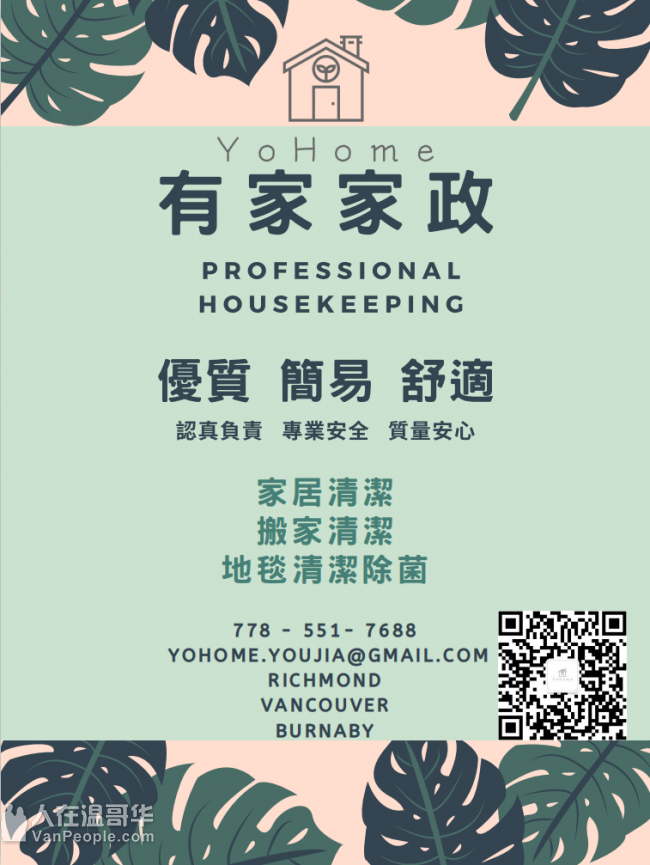 YoHome
有家家政
PROFESSIONAL
HOUSEKEEPING
優質 簡易 舒適
認真負責 專業安全 質量安心
家居清潔
搬家清潔
地毯清潔除菌
778 - 551- 7688
YOHOME.YOUJIA@GMAIL.COM
RICHMOND
VANCOUVER
BURNABY
YoHome
人在温哥华
VanPeople.com